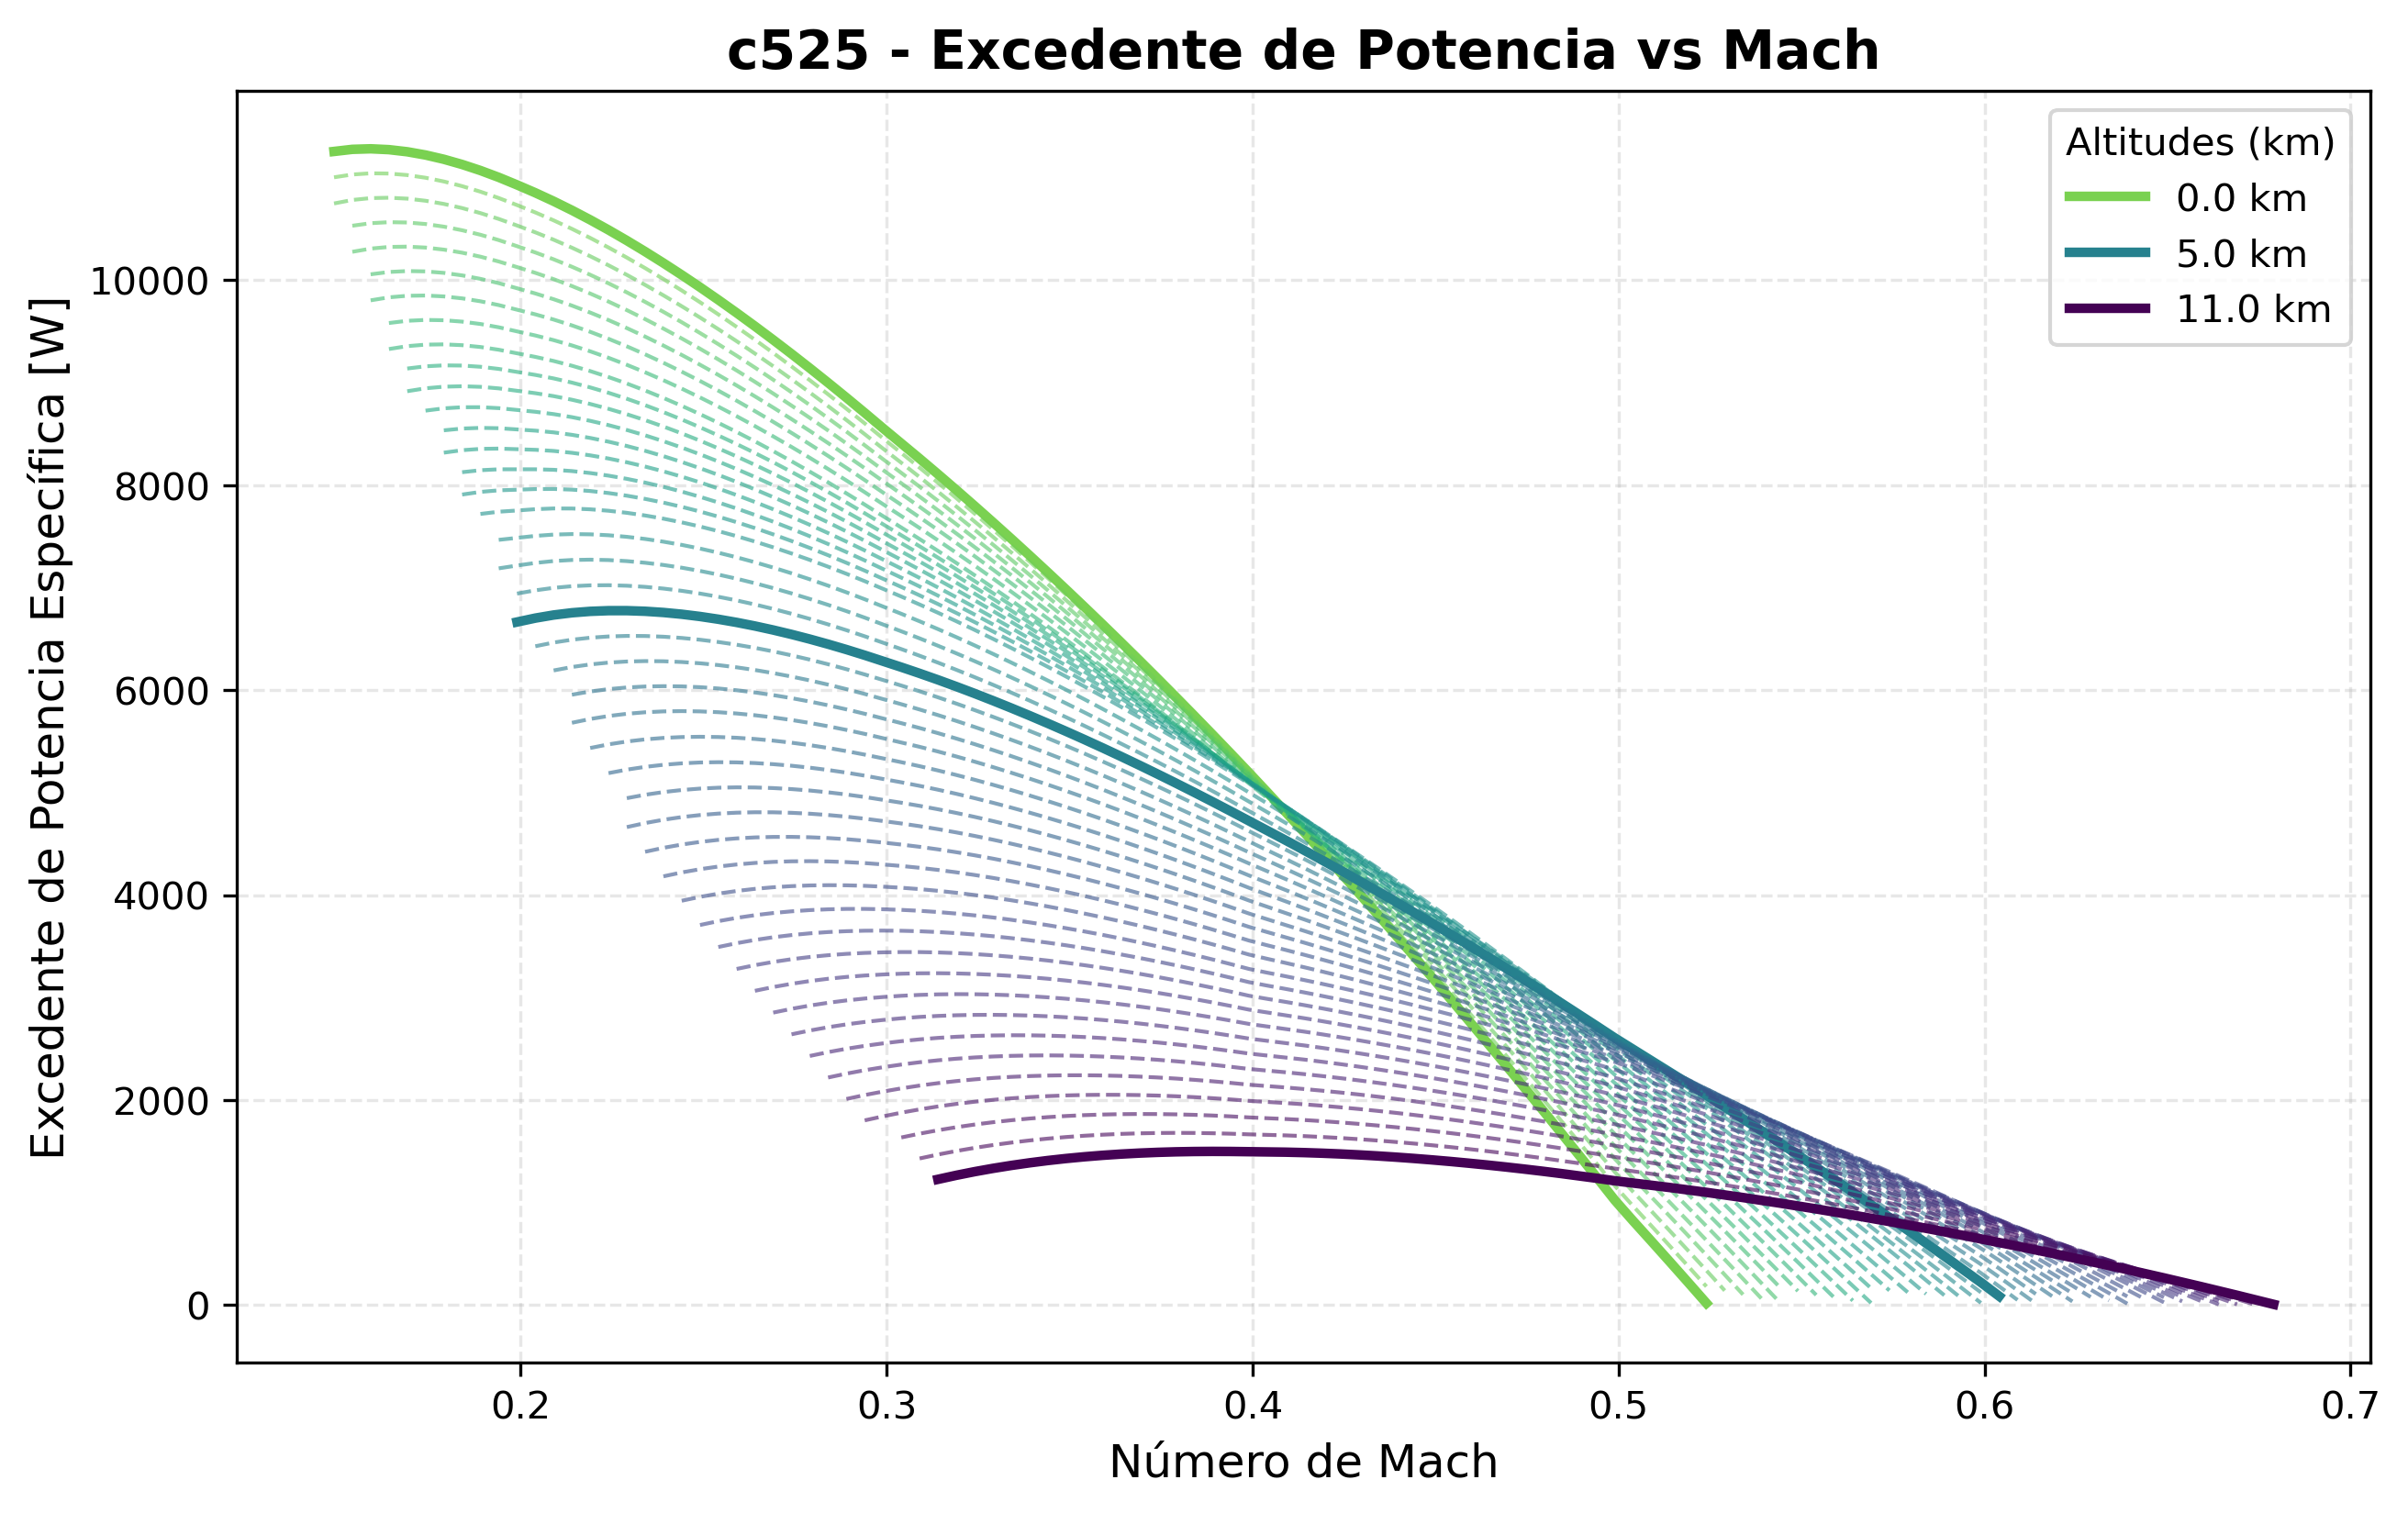 c525 - Excedente de Potencia vs Mach
Altitudes (km)
0.0 km
5.0 km
11.0 km
Excedente de Potencia Específica [W]
10000
8000
6000
4000
2000
0
0.2 0.3 0.4 0.5 0.6 0.7
Número de Mach